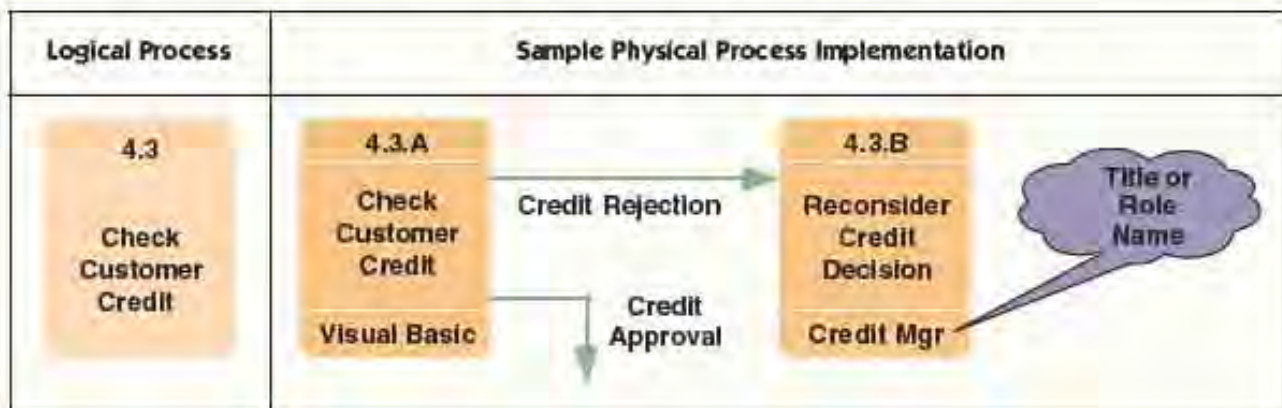 Logical Process
Sample Physical Process Implementation
4.3
Check
Customer
Credit
4.3.A
Check
Customer
Credit
Visual Basic
Credit Rejection
Credit
Approval
4.3.B
Reconsider
Credit
Decision
Credit Mgr
Title or
Role
Name